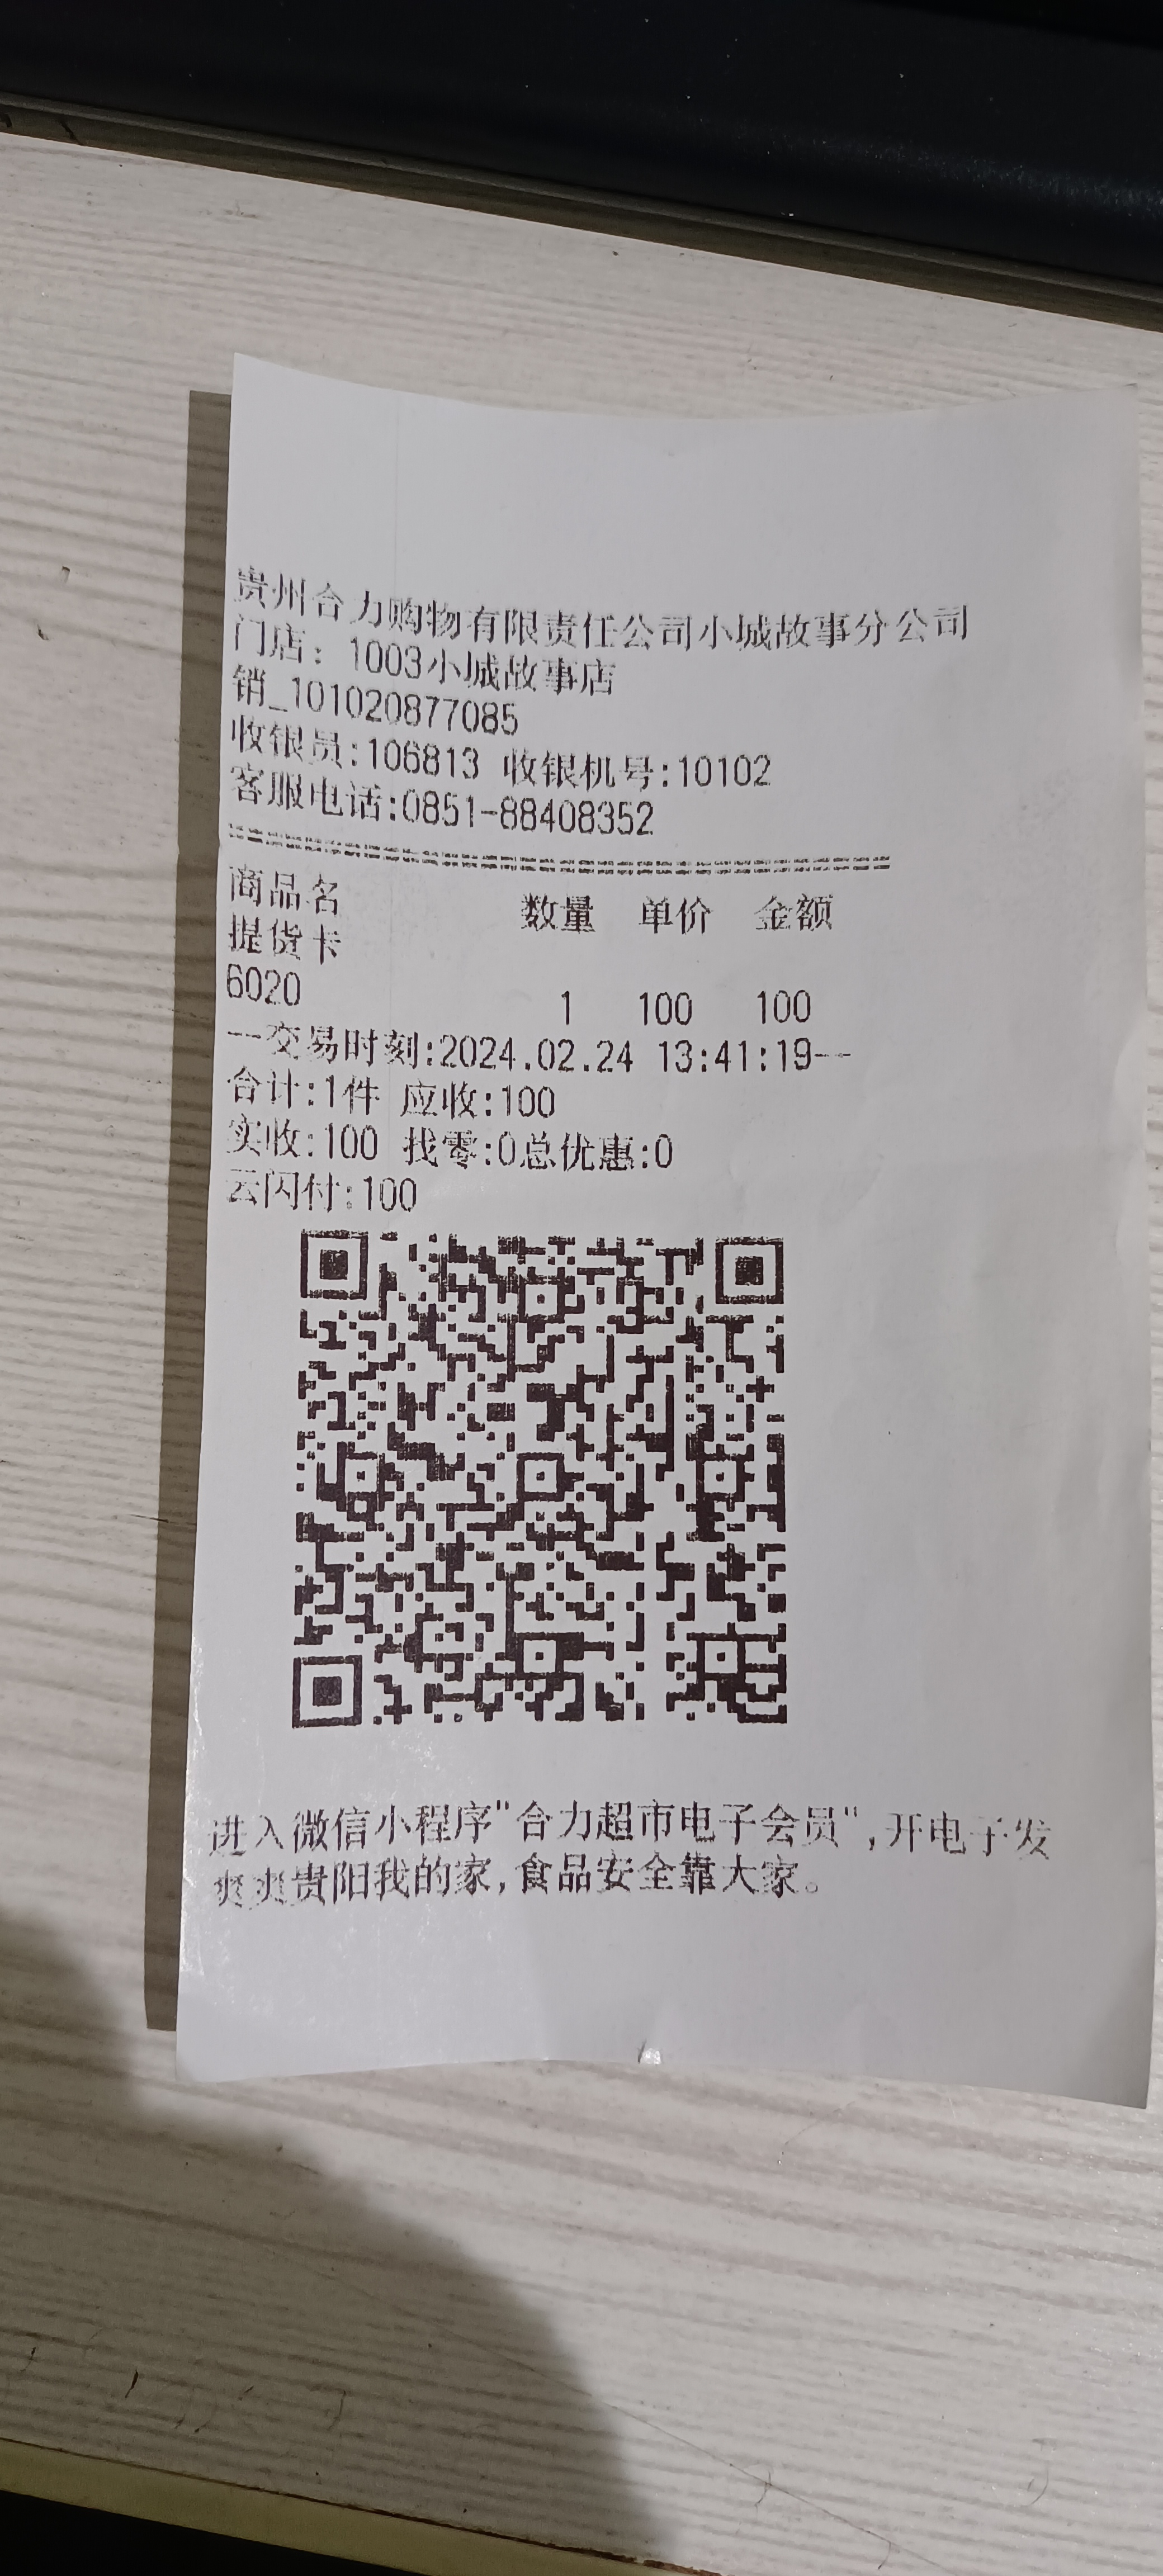 贵州合力购物有限责任公司小城故事分公司
门店：1003小城故事店
销_101020877085
收银员:106813 收银机号:10102
客服电话:0851-88408352
商品名 数量 单价 金额
提货卡
6020 1 100 100
--交易时刻:2024.02.24 13:41:19--
合计:1件 应收:100
实收:100 找零:0总优惠:0
云闪付:100
进入微信小程序"合力超市电子会员",开电子发
爽爽贵阳我的家,食品安全靠大家。